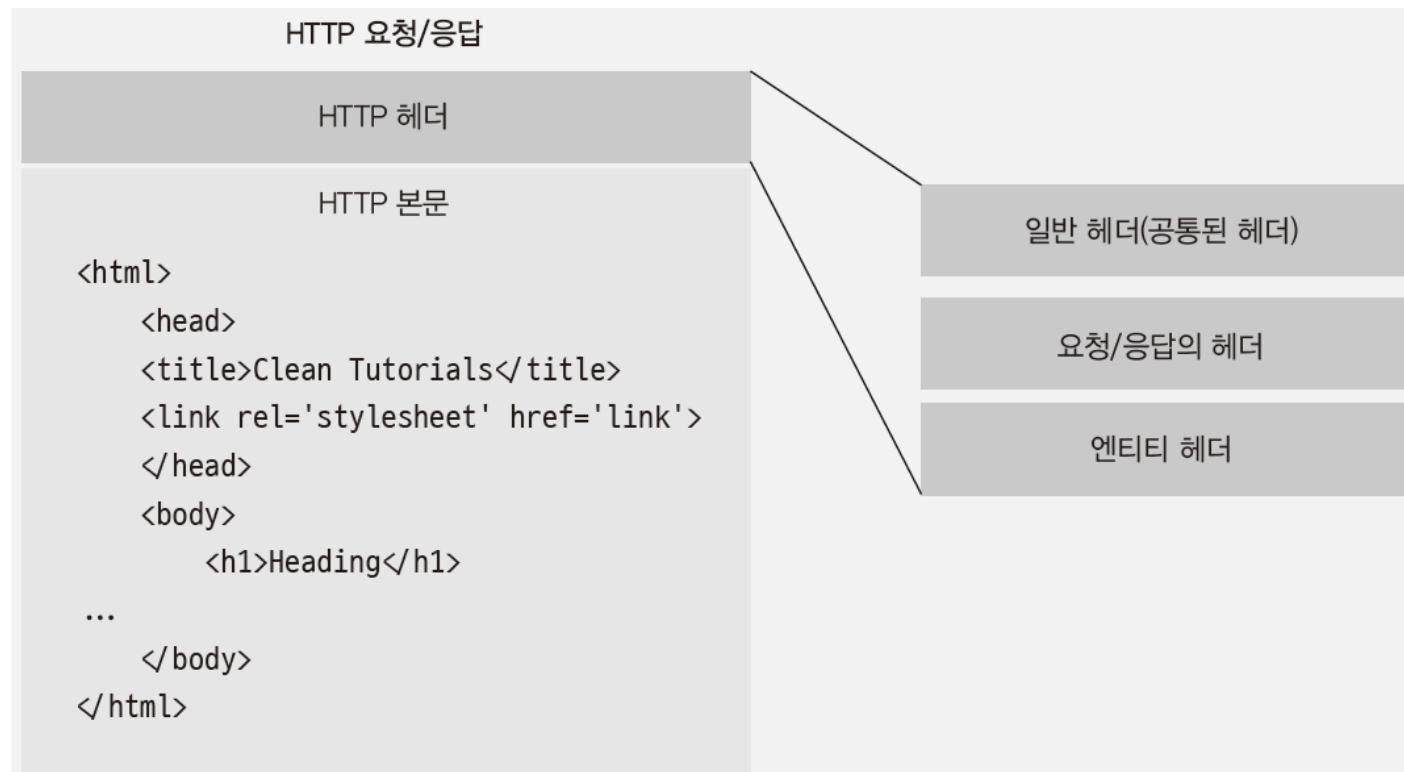 HTTP 요청/응답
HTTP 헤더
HTTP 본문
<html>
<head>
<title>Clean Tutorials</title>
<link rel='stylesheet' href='link'>
</head>
<body>
<h1>Heading</h1>
...
</body>
</html>
일반 헤더(공통된 헤더)
요청/응답의 헤더
엔티티 헤더